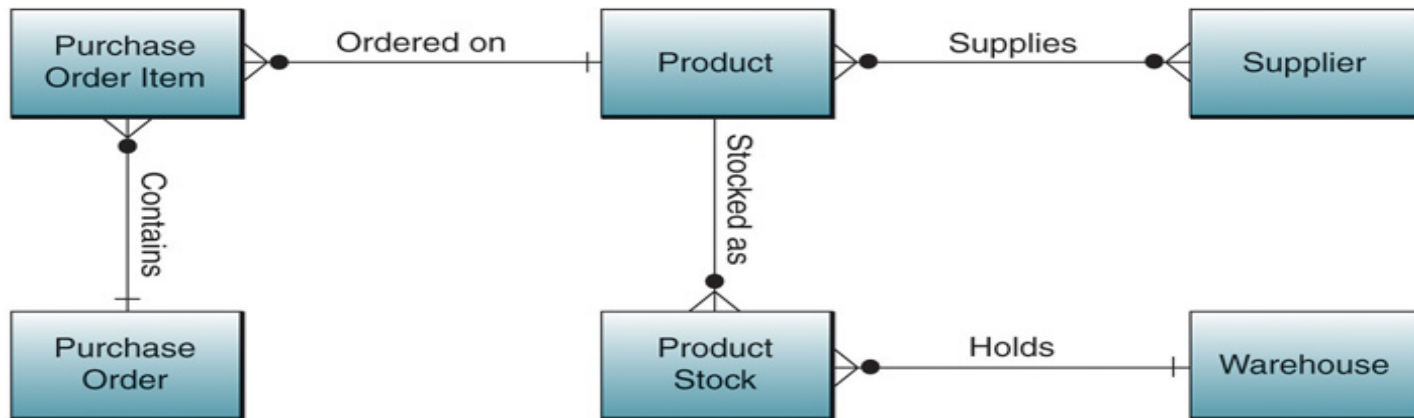 Purchase
Order Item
Ordered on
Product
Supplies
Supplier
Contains
Stocked as
Purchase
Order
Product
Stock
Holds
Warehouse